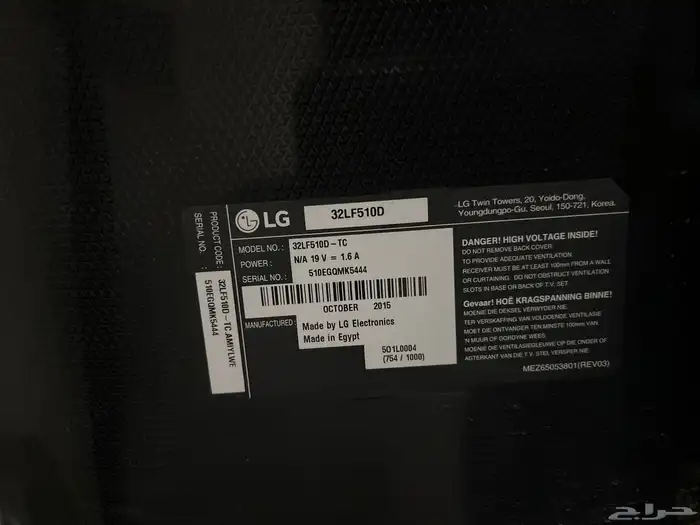 LG
32LF510D
-LG Twin Towers, 20, Yoido-Dong,
Youngdungpo-Gu, Seoul, 150-721, Korea.
MODEL NO. : 32LF510D-TC
POWER : N/A 19 V ⎓ 1.6 A
SERIAL NO. : 510EGQMK5444
OCTOBER 2015
MANUFACTURED : Made by LG Electronics
Made in Egypt
501L0004
(754 / 1000)
DANGER! HIGH VOLTAGE INSIDE!
DO NOT REMOVE BACK COVER.
TO PROVIDE ADEQUATE VENTILATION.
RECEIVER MUST BE AT LEAST 100mm FROM A WALL
OR CURTAINING. DO NOT OBSTRUCT VENTILATION
SLOTS IN BASE OR BACK OF T.V. SET
Gevaar! HOË KRAGSPANNING BINNE!
MOENIE DIE DEKSEL VERWYDER NIE.
TER VERSKAFFING VAN VOLDOENDE VENTILASIE
MOET DIE ONTVANGER TEN MINSTE 100mm VAN
'N MUUR OF GORDYNE WEES.
MOENIE DIE VENTILASIEGLEUWE OP DIE ONDER OF
AGTERKANT VAN DIE T.V. STEL VERSPER NIE.
MEZ65053801(REV03)
PRODUCT CODE : 32LF510D-TC.AMIYLWE
SERIAL NO. : 510EGQMK5444
حراج